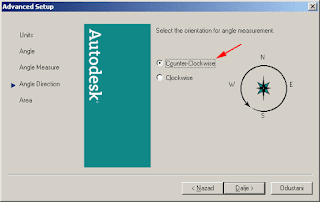 Advanced Setup
Units
Angle
Angle Measure
Angle Direction
Area
Autodesk
Select the orientation for angle measurement.
Counter-Clockwise
Clockwise
N
W
E
S
< Nazad
Dalje >
Odustani